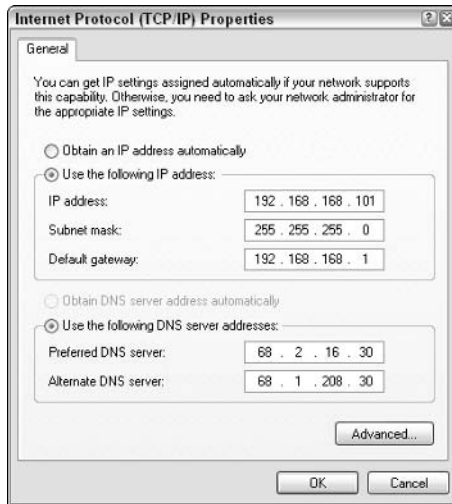 Internet Protocol (TCP/IP) Properties
General
You can get IP settings assigned automatically if your network supports
this capability. Otherwise, you need to ask your network administrator for
the appropriate IP settings.
Obtain an IP address automatically
Use the following IP address:
IP address: 192 . 168 . 168 . 101
Subnet mask: 255 . 255 . 255 . 0
Default gateway: 192 . 168 . 168 . 1
Obtain DNS server address automatically
Use the following DNS server addresses:
Preferred DNS server: 68 . 2 . 16 . 30
Alternate DNS server: 68 . 1 . 208 . 30
Advanced...
OK Cancel